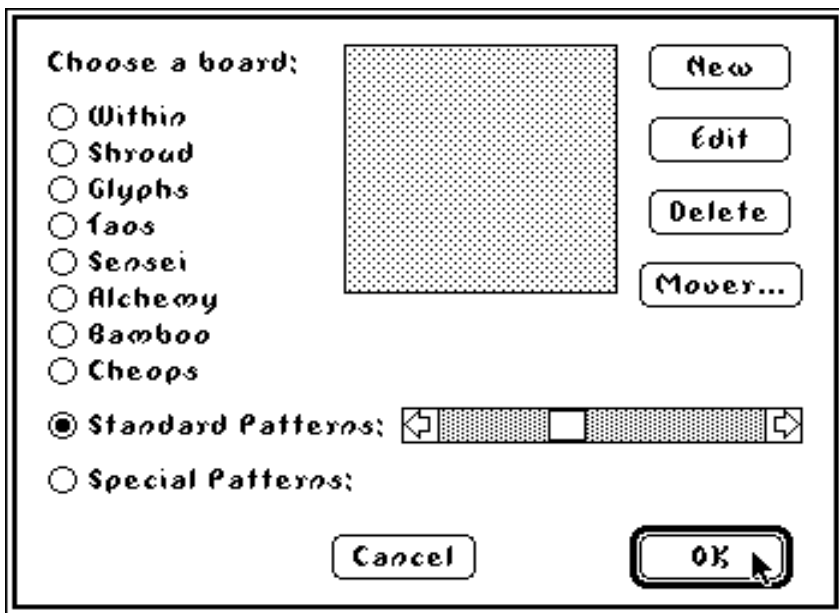 Choose a board:
Within
Shroud
Glyphs
Taos
Sensei
Alchemy
Bamboo
Cheops
Standard Patterns:
Special Patterns:
New
Edit
Delete
Mover...
Cancel
OK